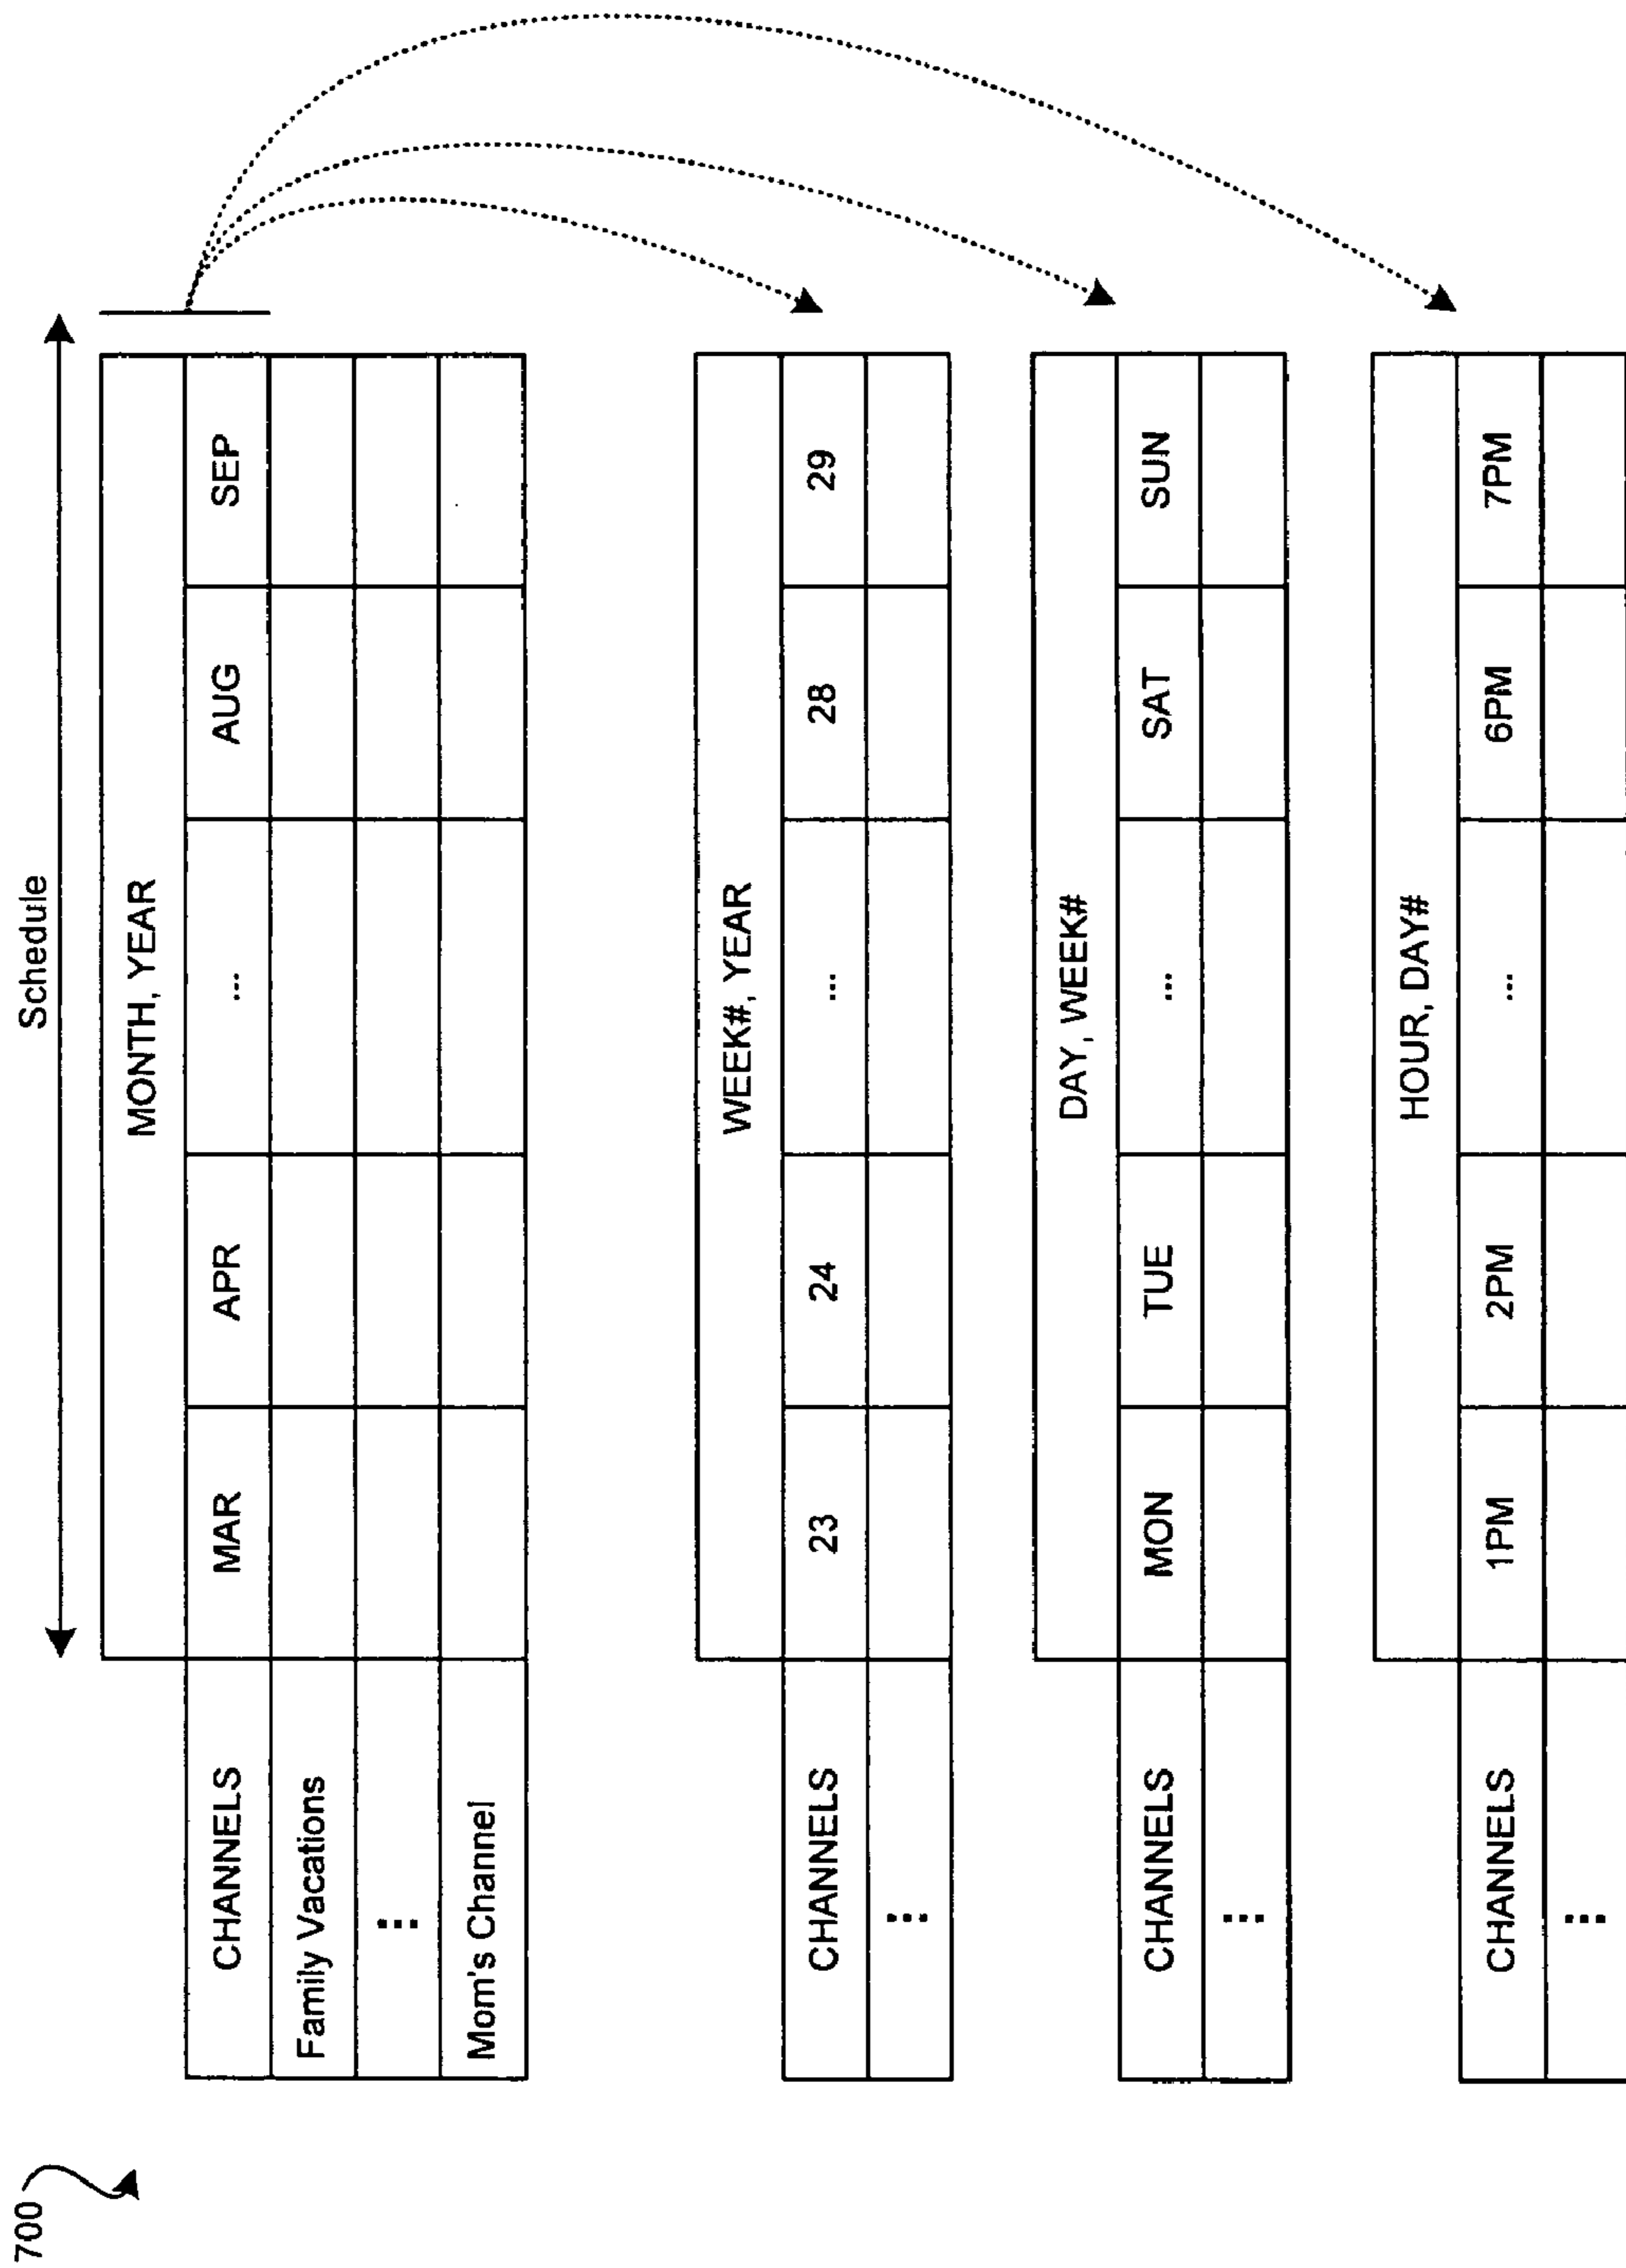 700
Schedule
MONTH, YEAR
CHANNELS MAR APR ... AUG SEP
Family Vacations
...
Mom's Channel
WEEK#, YEAR
CHANNELS 23 24 ... 28 29
...
DAY, WEEK#
CHANNELS MON TUE ... SAT SUN
...
HOUR, DAY#
CHANNELS 1PM 2PM ... 6PM 7PM
...